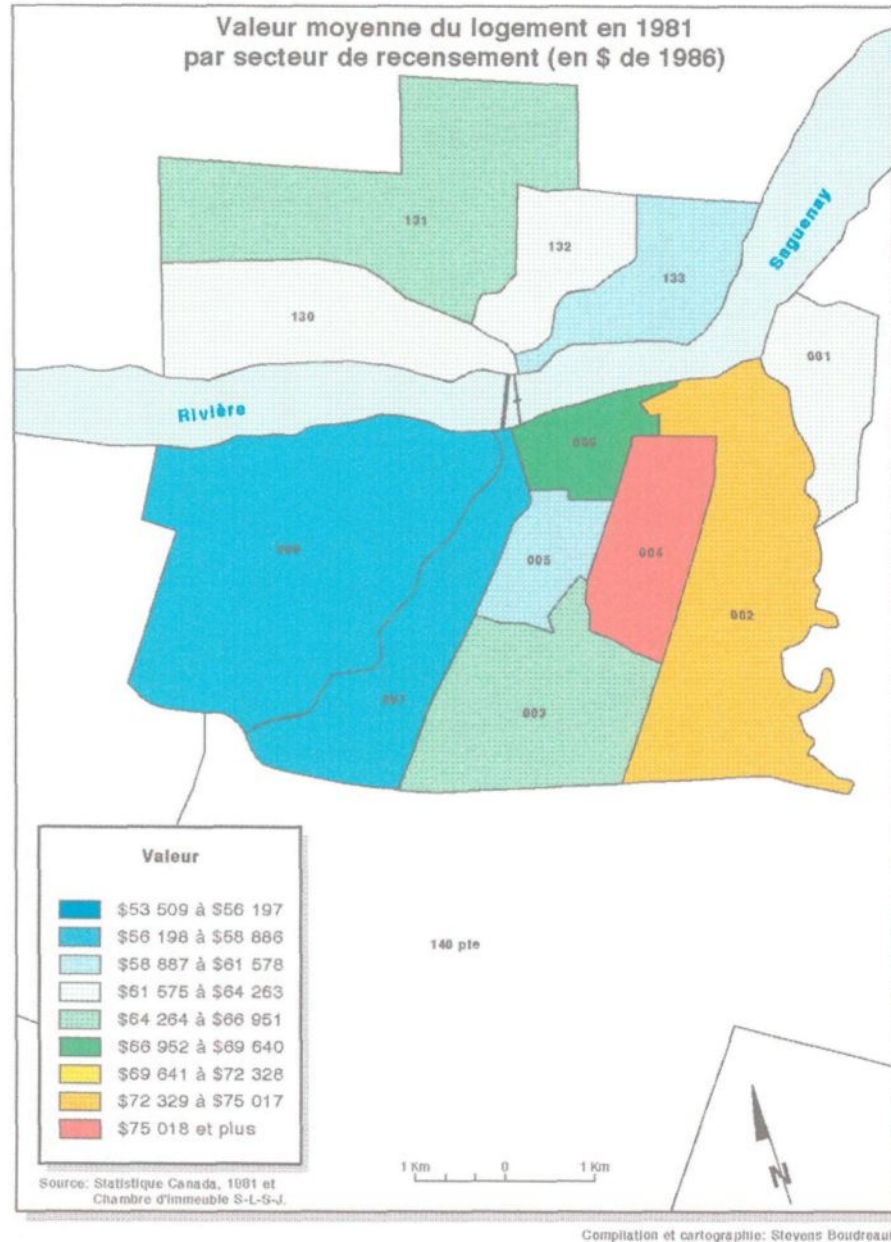 Valeur moyenne du logement en 1981
par secteur de recensement (en $ de 1986)
Saguenay
131
132
133
130
001
Rivière
006
005
004
002
003
007
Valeur
$53 509 à $56 197
$56 198 à $58 886
$58 887 à $61 578
$61 575 à $64 263
$64 264 à $66 951
$66 952 à $69 640
$69 641 à $72 328
$72 329 à $75 017
$75 018 et plus
140 pte
1 Km 0 1 Km
N
Source: Statistique Canada, 1981 et
Chambre d'immeuble S-L-S-J.
Compilation et cartographie: Stevens Boudreault